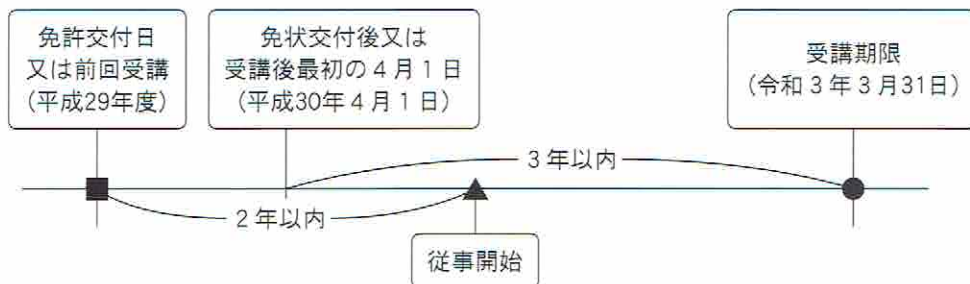 免許交付日
又は前回受講
（平成29年度）
免状交付後又は
受講後最初の４月１日
（平成30年４月１日）
受講期限
（令和３年３月31日）
３年以内
２年以内
従事開始